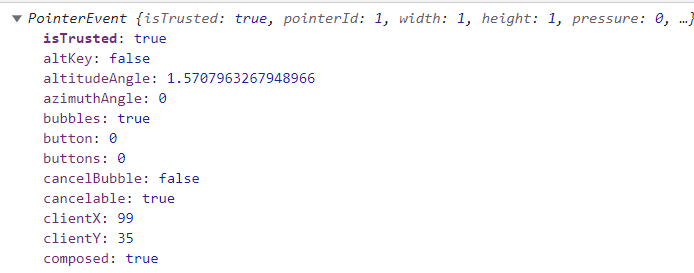 PointerEvent {isTrusted: true, pointerId: 1, width: 1, height: 1, pressure: 0, …}
isTrusted: true
altKey: false
altitudeAngle: 1.5707963267948966
azimuthAngle: 0
bubbles: true
button: 0
buttons: 0
cancelBubble: false
cancelable: true
clientX: 99
clientY: 35
composed: true